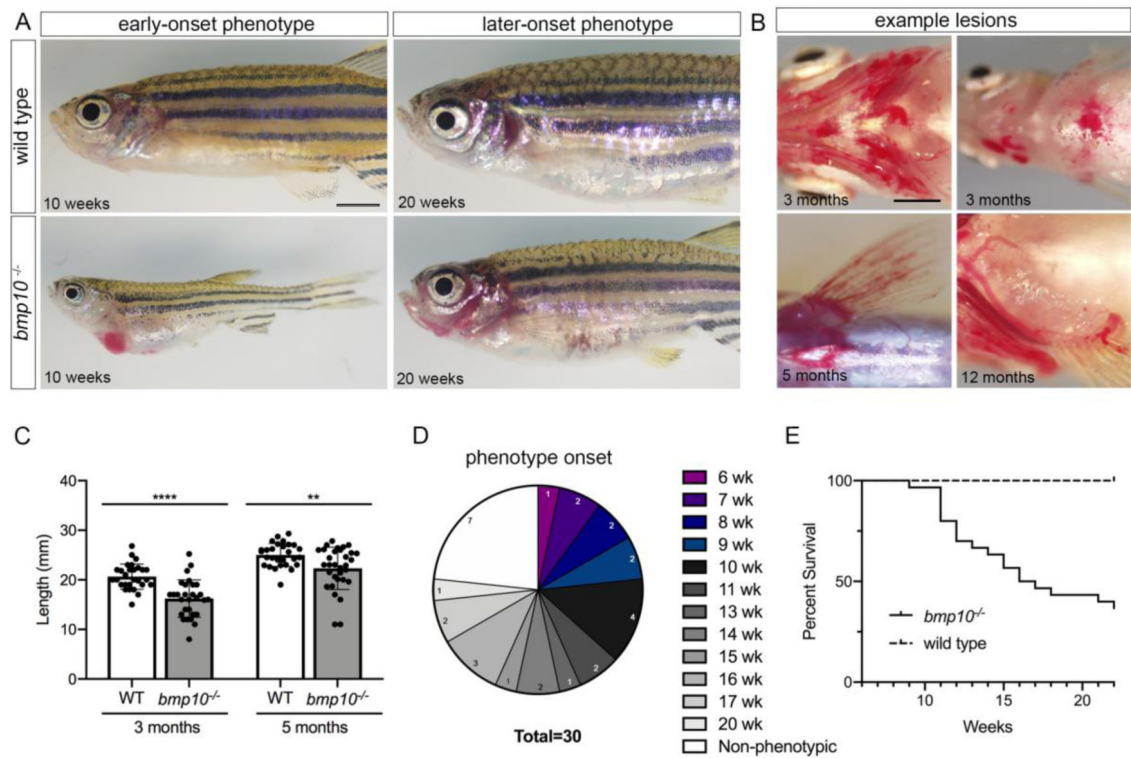 A
early-onset phenotype
later-onset phenotype
wild type
10 weeks
20 weeks
bmp10 -/-
10 weeks
20 weeks
B
example lesions
3 months
3 months
5 months
12 months
C
Length (mm)
40
30
20
10
0
****
**
WT
bmp10-/-
WT
bmp10-/-
3 months
5 months
D
phenotype onset
1
2
2
2
4
2
1
2
1
3
2
1
7
Total=30
6 wk
7 wk
8 wk
9 wk
10 wk
11 wk
13 wk
14 wk
15 wk
16 wk
17 wk
20 wk
Non-phenotypic
E
Percent Survival
100
50
0
bmp10-/-
wild type
10
15
20
Weeks